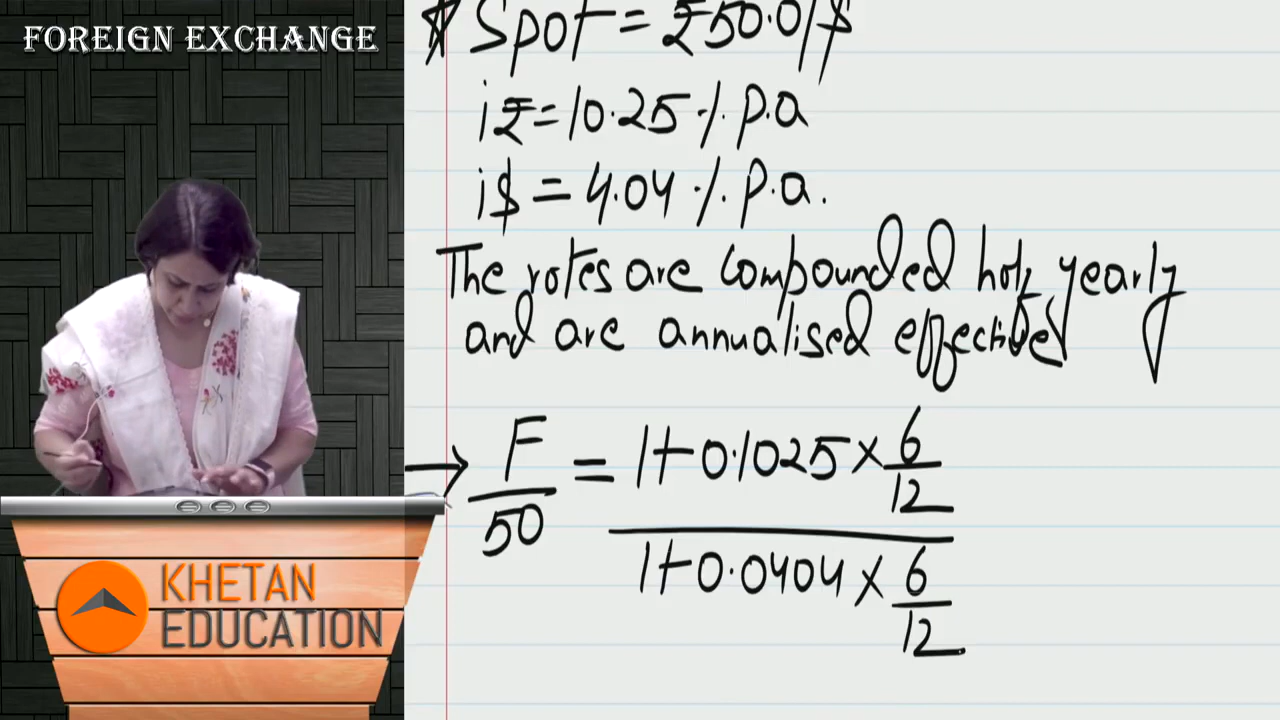 FOREIGN EXCHANGE
Spot = ₹50.0/$
i₹ = 10.25 % P.a
i$ = 4.04 % P.a.
The rates are compounded half yearly
and are annualised effective
→ F/50 = 1+0.1025 × 6/12
1+0.0404 × 6/12
KHETAN
EDUCATION